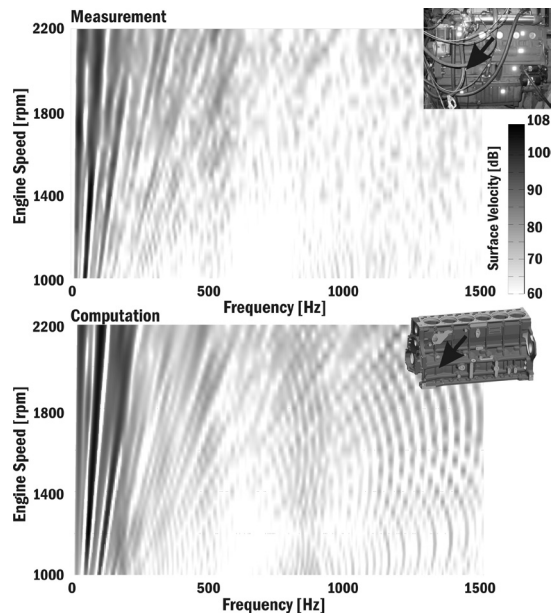 Measurement
2200
1800
1400
1000
Engine Speed [rpm]
0 500 1000 1500
Frequency [Hz]
108
100
90
80
70
60
Surface Velocity [dB]
Computation
2200
1800
1400
1000
Engine Speed [rpm]
0 500 1000 1500
Frequency [Hz]